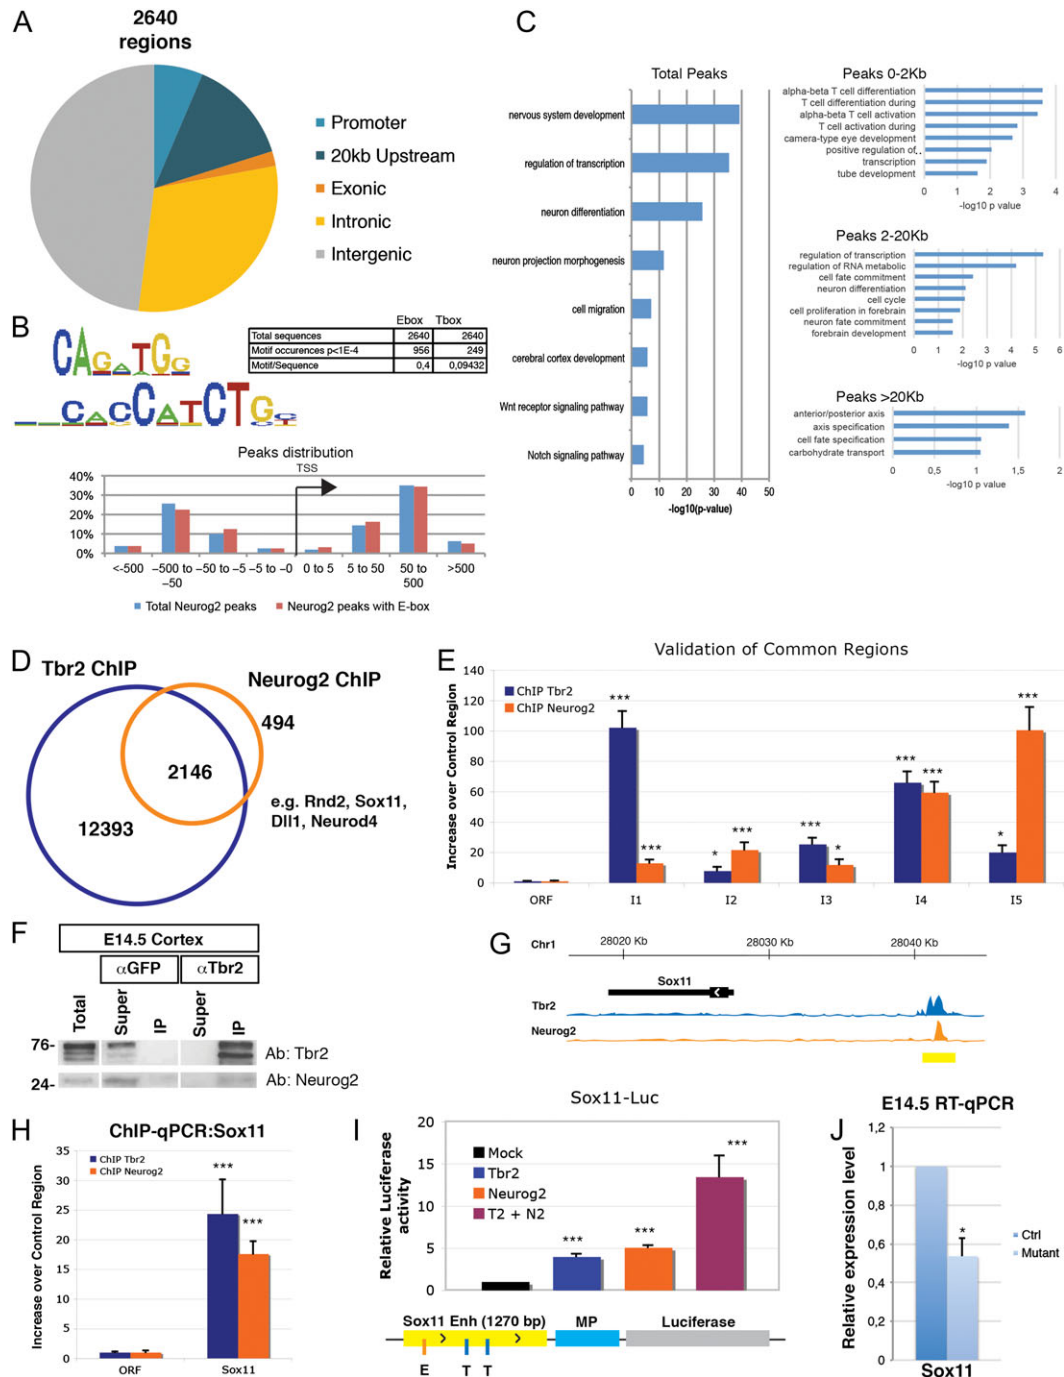 A
2640
regions
Promoter
20kb Upstream
Exonic
Intronic
Intergenic
B
CAGATGG
Ebox Tbox
Total sequences 2640 2640
Motif occurences p<1E-4 956 249
Motif/Sequence 0,4 0,09432
CACCATCTG
Peaks distribution
TSS
40%
30%
20%
10%
0%
<-500 −500 to −50 −50 to −5 −5 to −0 0 to 5 5 to 50 50 to 500 >500
Total Neurog2 peaks Neurog2 peaks with E-box
C
Total Peaks
nervous system development
regulation of transcription
neuron differentiation
neuron projection morphogenesis
cell migration
cerebral cortex development
Wnt receptor signaling pathway
Notch signaling pathway
0 10 20 30 40 50
-log10(p-value)
Peaks 0-2Kb
alpha-beta T cell differentiation
T cell differentiation during
alpha-beta T cell activation
T cell activation during
camera-type eye development
positive regulation of..
transcription
tube development
0 1 2 3 4
-log10 p value
Peaks 2-20Kb
regulation of transcription
regulation of RNA metabolic
cell fate commitment
neuron differentiation
cell cycle
cell proliferation in forebrain
neuron fate commitment
forebrain development
0 1 2 3 4 5 6
-log10 p value
Peaks >20Kb
anterior/posterior axis
axis specification
cell fate specification
carbohydrate transport
0 0,5 1 1,5 2
-log10 p value
D
Tbr2 ChIP
Neurog2 ChIP
494
2146
12393
e.g. Rnd2, Sox11,
Dll1, Neurod4
E
Validation of Common Regions
Increase over Control Region
140
120
100
80
60
40
20
0
ChIP Tbr2
ChIP Neurog2
*** *** * *** *** * *** *** * ***
ORF I1 I2 I3 I4 I5
F
E14.5 Cortex
αGFP αTbr2
Total Super IP Super IP
76- Ab: Tbr2
24- Ab: Neurog2
G
Chr1 28020 Kb 28030 Kb 28040 Kb
Sox11
Tbr2
Neurog2
H
ChIP-qPCR:Sox11
Increase over Control Region
35
30
25
20
15
10
5
0
ChIP Tbr2
ChIP Neurog2
*** ***
ORF Sox11
I
Sox11-Luc
Relative Luciferase
activity
20
15
10
5
0
Mock
Tbr2
Neurog2
T2 + N2
*** *** ***
Sox11 Enh (1270 bp) MP Luciferase
E T T
J
E14.5 RT-qPCR
Relative expression level
1,2
1
0,8
0,6
0,4
0,2
0
*
Ctrl
Mutant
Sox11